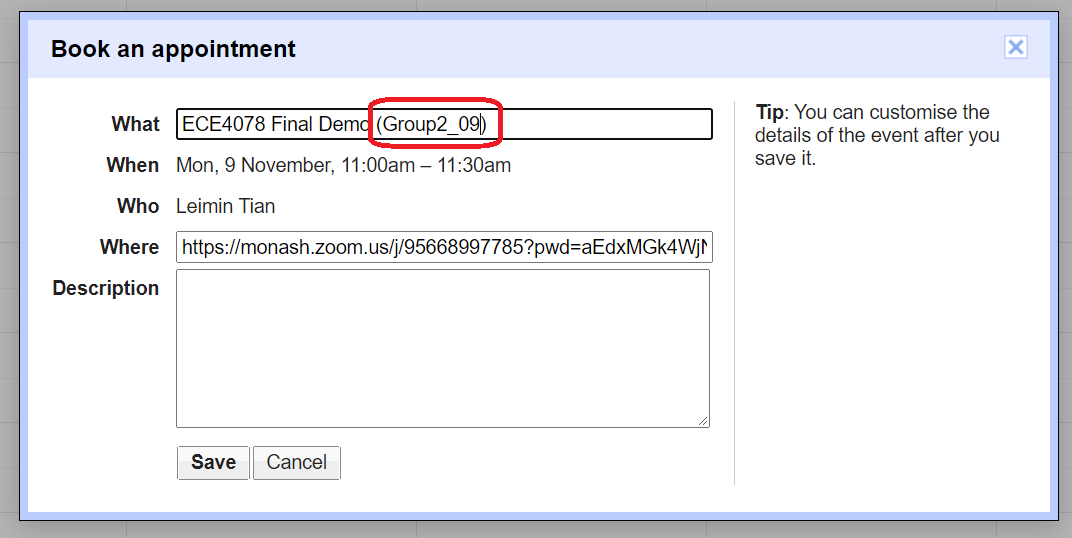 Book an appointment
What ECE4078 Final Demo (Group2_09)
When Mon, 9 November, 11:00am – 11:30am
Who Leimin Tian
Where https://monash.zoom.us/j/95668997785?pwd=aEdxMGk4WjN
Description
Save Cancel
Tip: You can customise the
details of the event after you
save it.